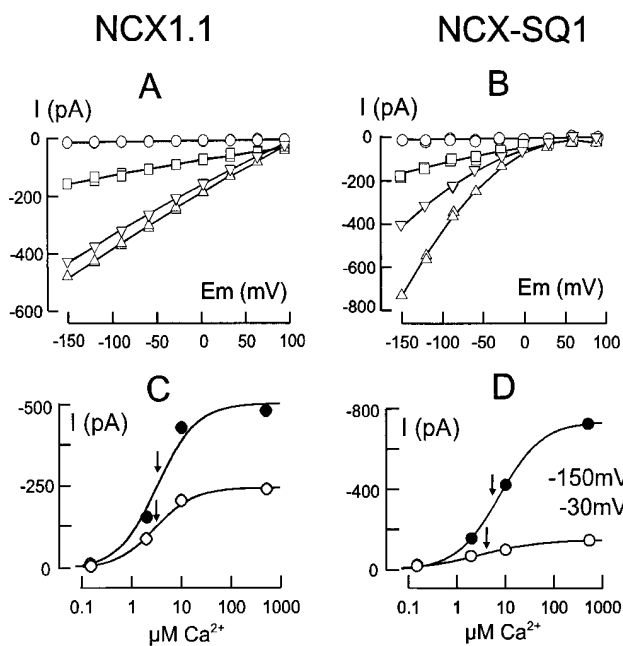 NCX1.1 NCX-SQ1
A B
I (pA) I (pA)
0 0
-200 -200
-400 -400
-600 -600
-800
Em (mV) Em (mV)
-150 -100 -50 0 50 100 -150 -100 -50 0 50 100
C D
-500 -800
I (pA) I (pA)
-150mV
-250 -400 -30mV
0 0
0.1 1 10 100 1000 0.1 1 10 100 1000
µM Ca²⁺ µM Ca²⁺